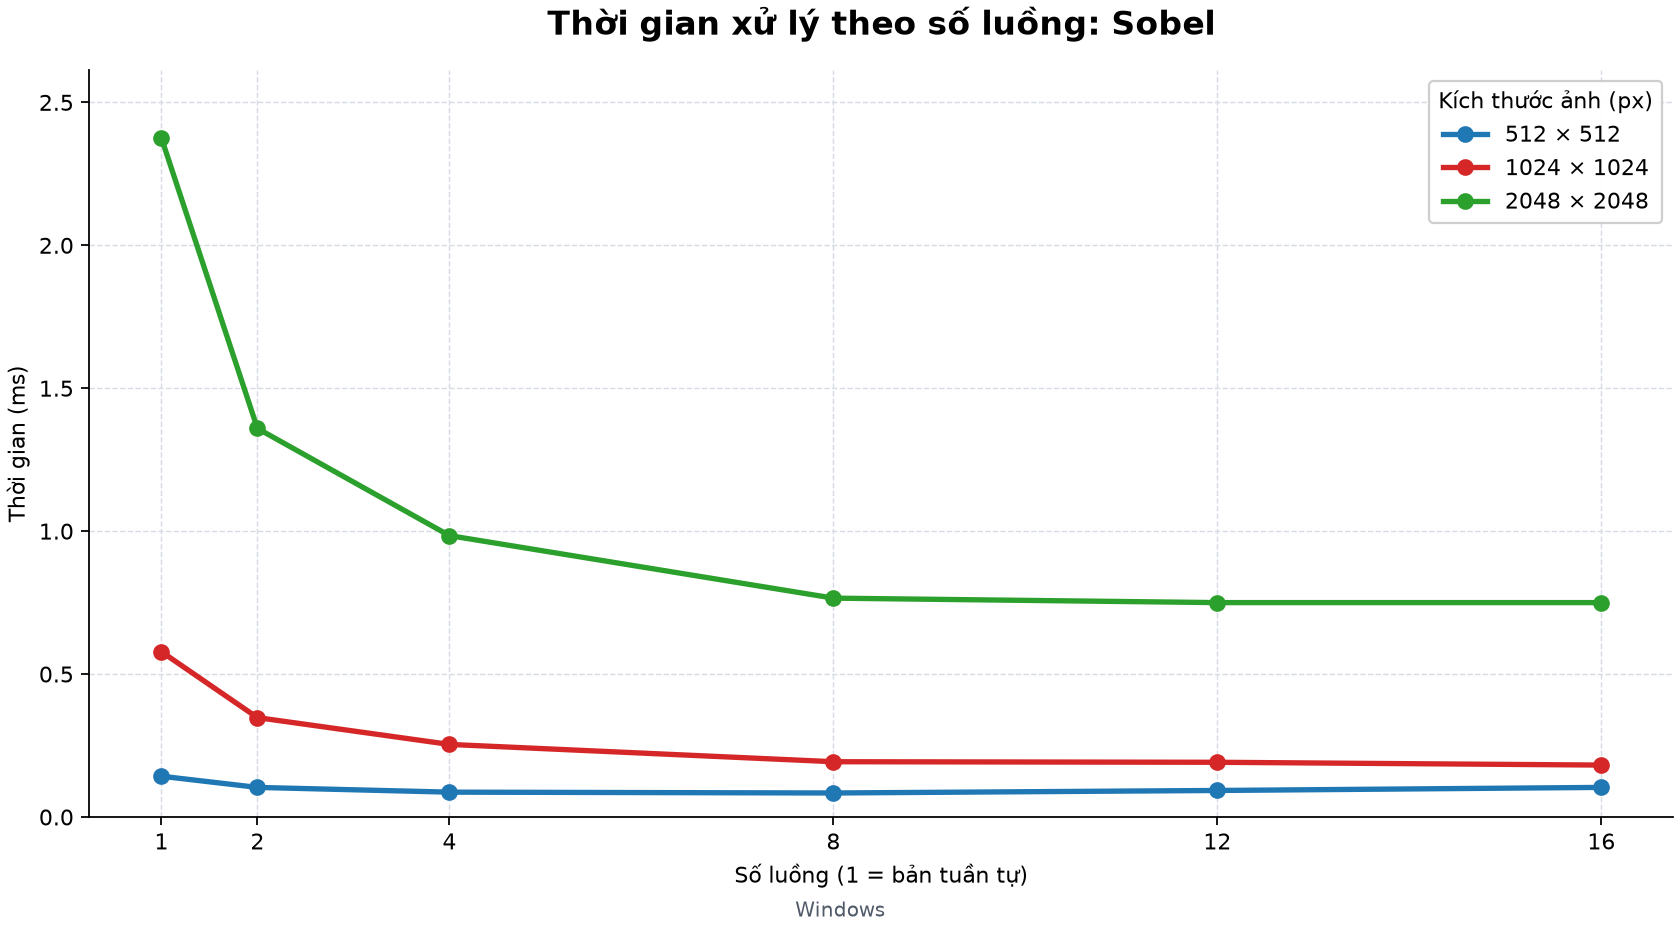 Thời gian xử lý theo số luồng: Sobel
Thời gian (ms)
2.5
2.0
1.5
1.0
0.5
0.0
Kích thước ảnh (px)
512 × 512
1024 × 1024
2048 × 2048
1 2 4 8 12 16
Số luồng (1 = bản tuần tự)
Windows